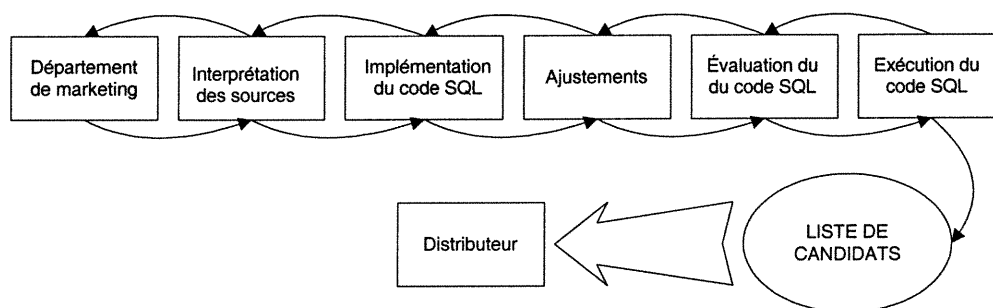 Département
de marketing
Interprétation
des sources
Implémentation
du code SQL
Ajustements
Évaluation du
du code SQL
Exécution du
code SQL
Distributeur
LISTE DE
CANDIDATS